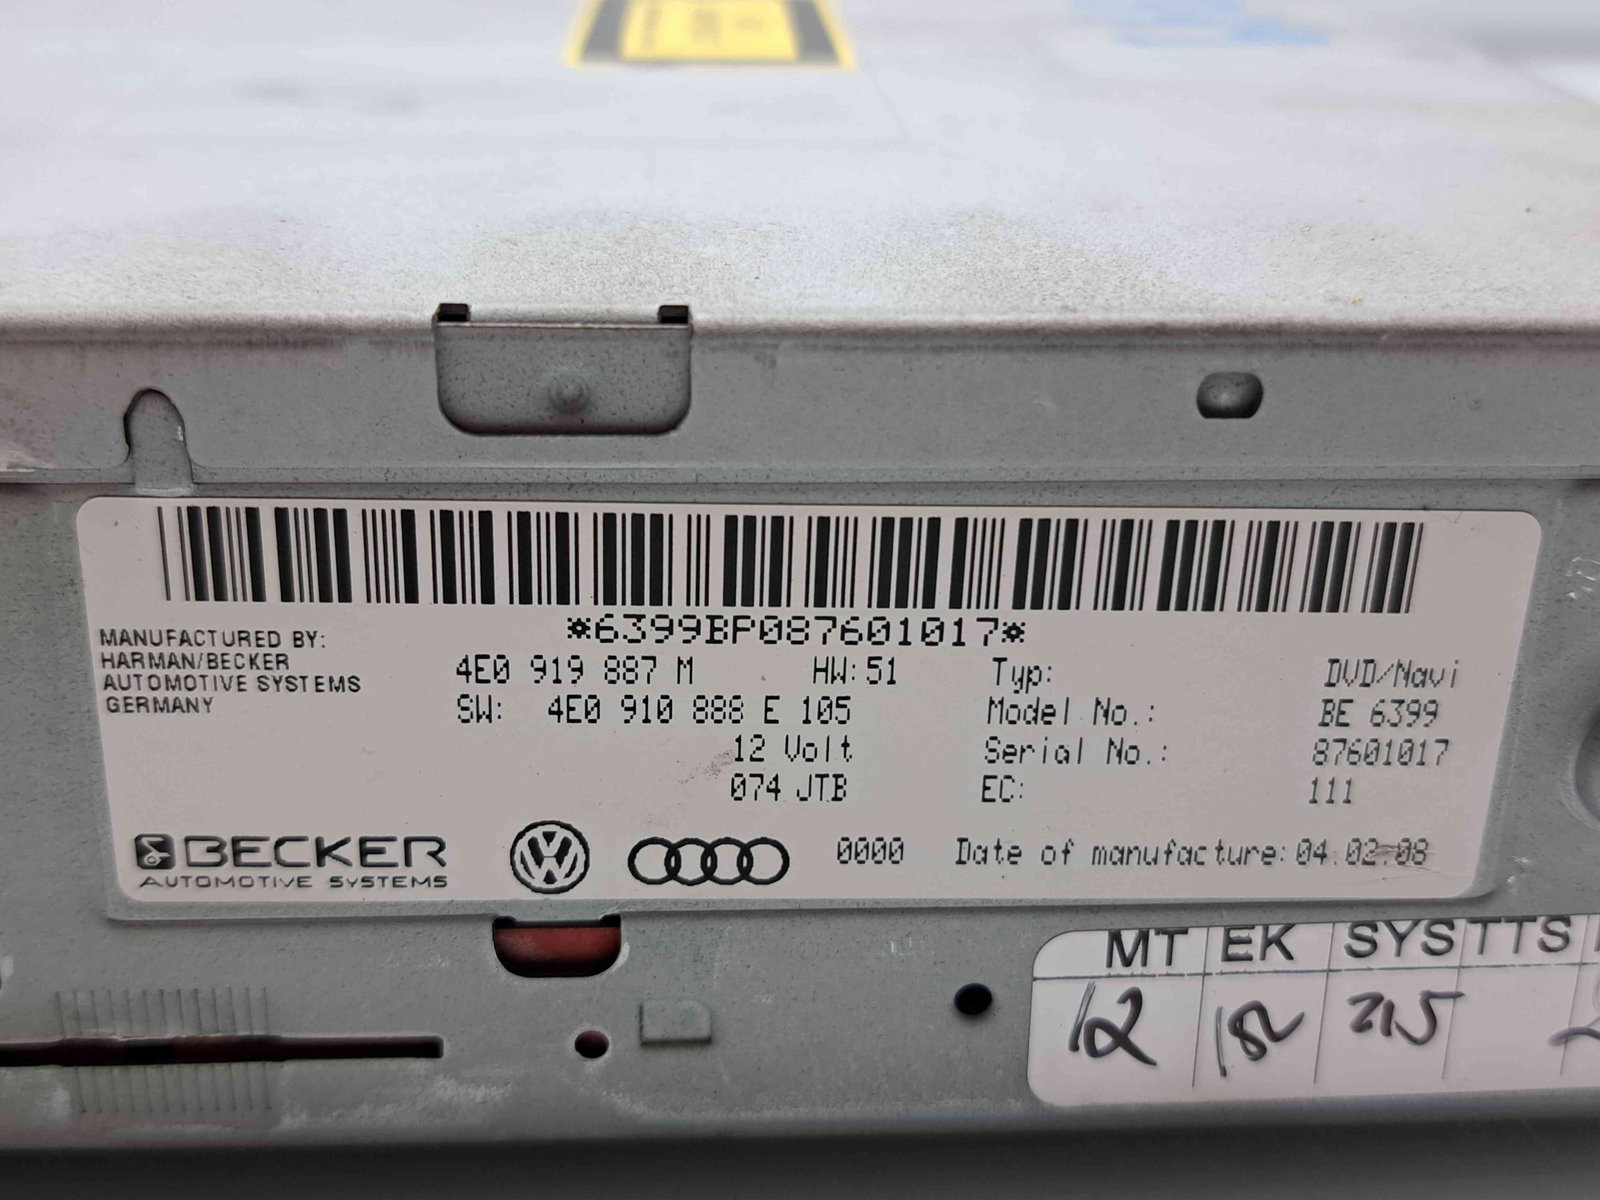 *6399BP087601017*
MANUFACTURED BY:
HARMAN/BECKER
AUTOMOTIVE SYSTEMS
GERMANY
4E0 919 887 M HW: 51
SW: 4E0 910 888 E 105
12 Volt
074 JTB
Typ: DVD/Navi
Model No.: BE 6399
Serial No.: 87601017
EC: 111
BECKER
AUTOMOTIVE SYSTEMS
0000 Date of manufacture: 04.02.08
MT EK SYS TTS
12 182 215